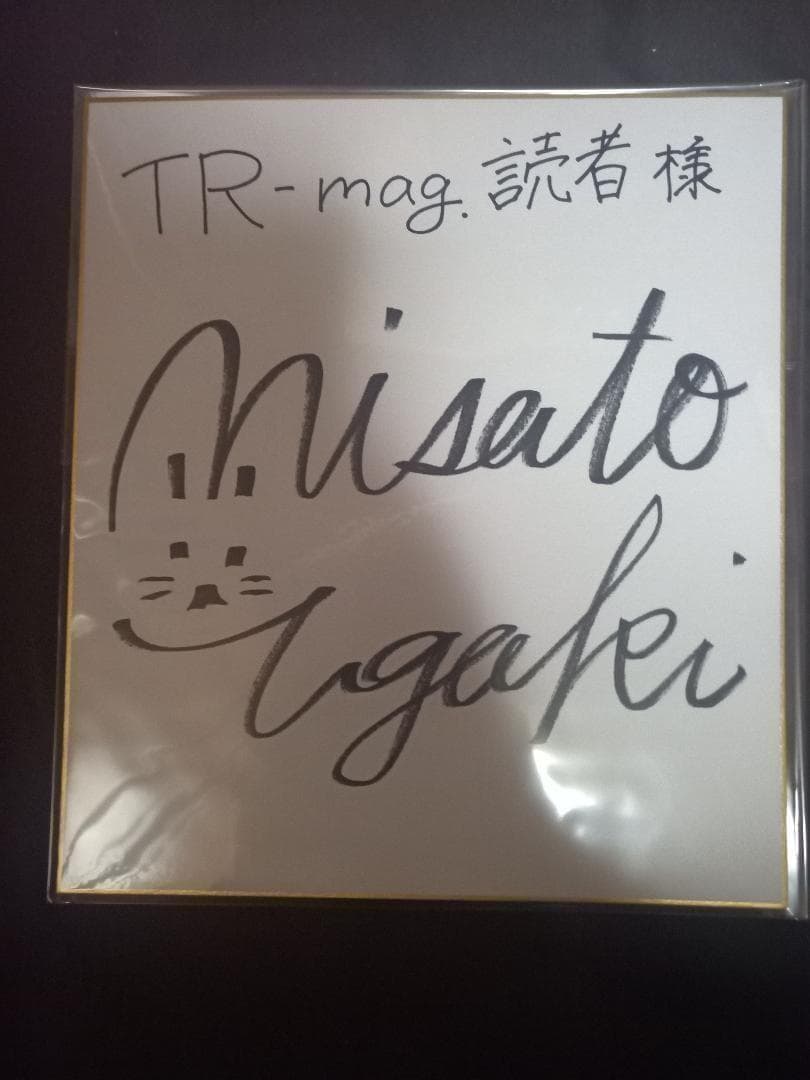 TR-mag.読者様
Misato
Ugaki